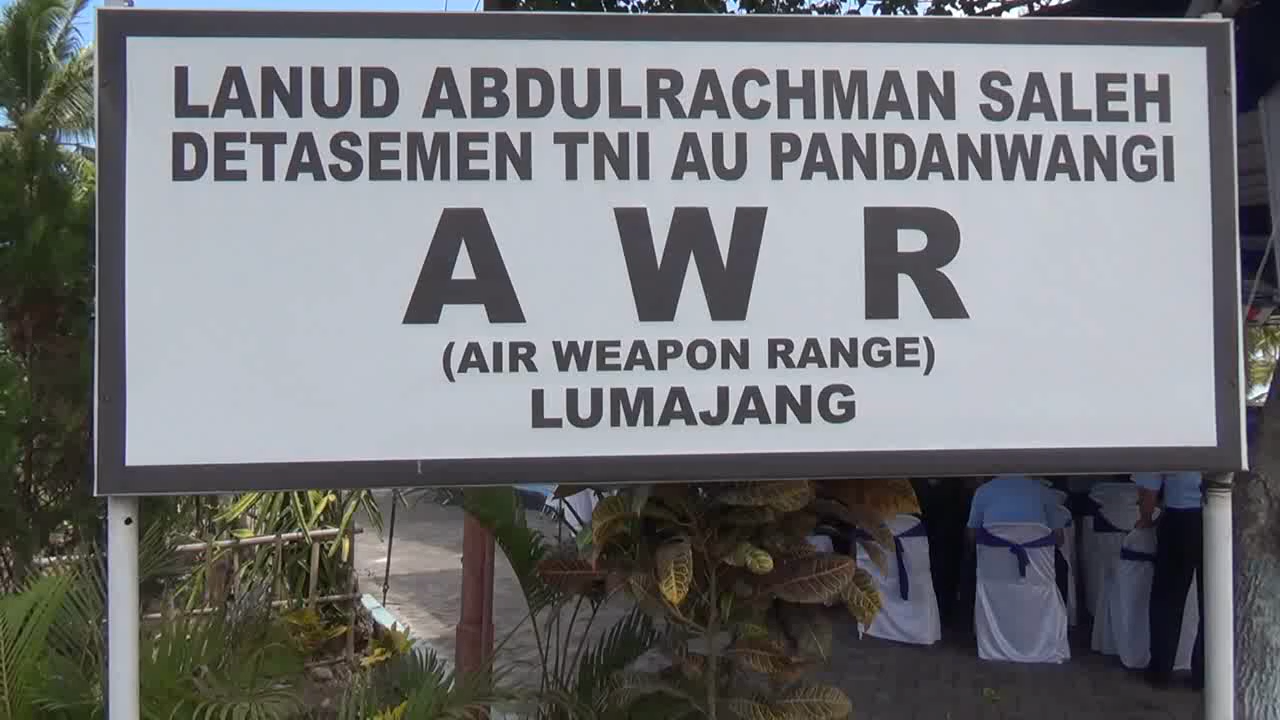 LANUD ABDULRACHMAN SALEH
DETASEMEN TNI AU PANDANWANGI
A W R
(AIR WEAPON RANGE)
LUMAJANG